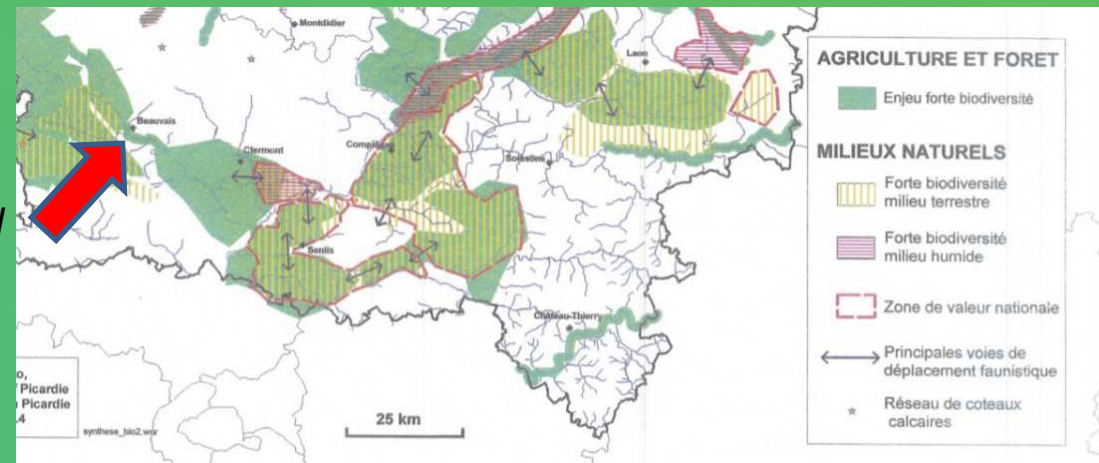 Montdidier
Laon
Beauvais
Clermont
Compiègne
Soissons
Senlis
Château-Thierry
25 km
o,
Picardie
Picardie
.4
synthese_bio2.wor
AGRICULTURE ET FORET
Enjeu forte biodiversité
MILIEUX NATURELS
Forte biodiversité
milieu terrestre
Forte biodiversité
milieu humide
Zone de valeur nationale
Principales voies de
déplacement faunistique
Réseau de coteaux
calcaires